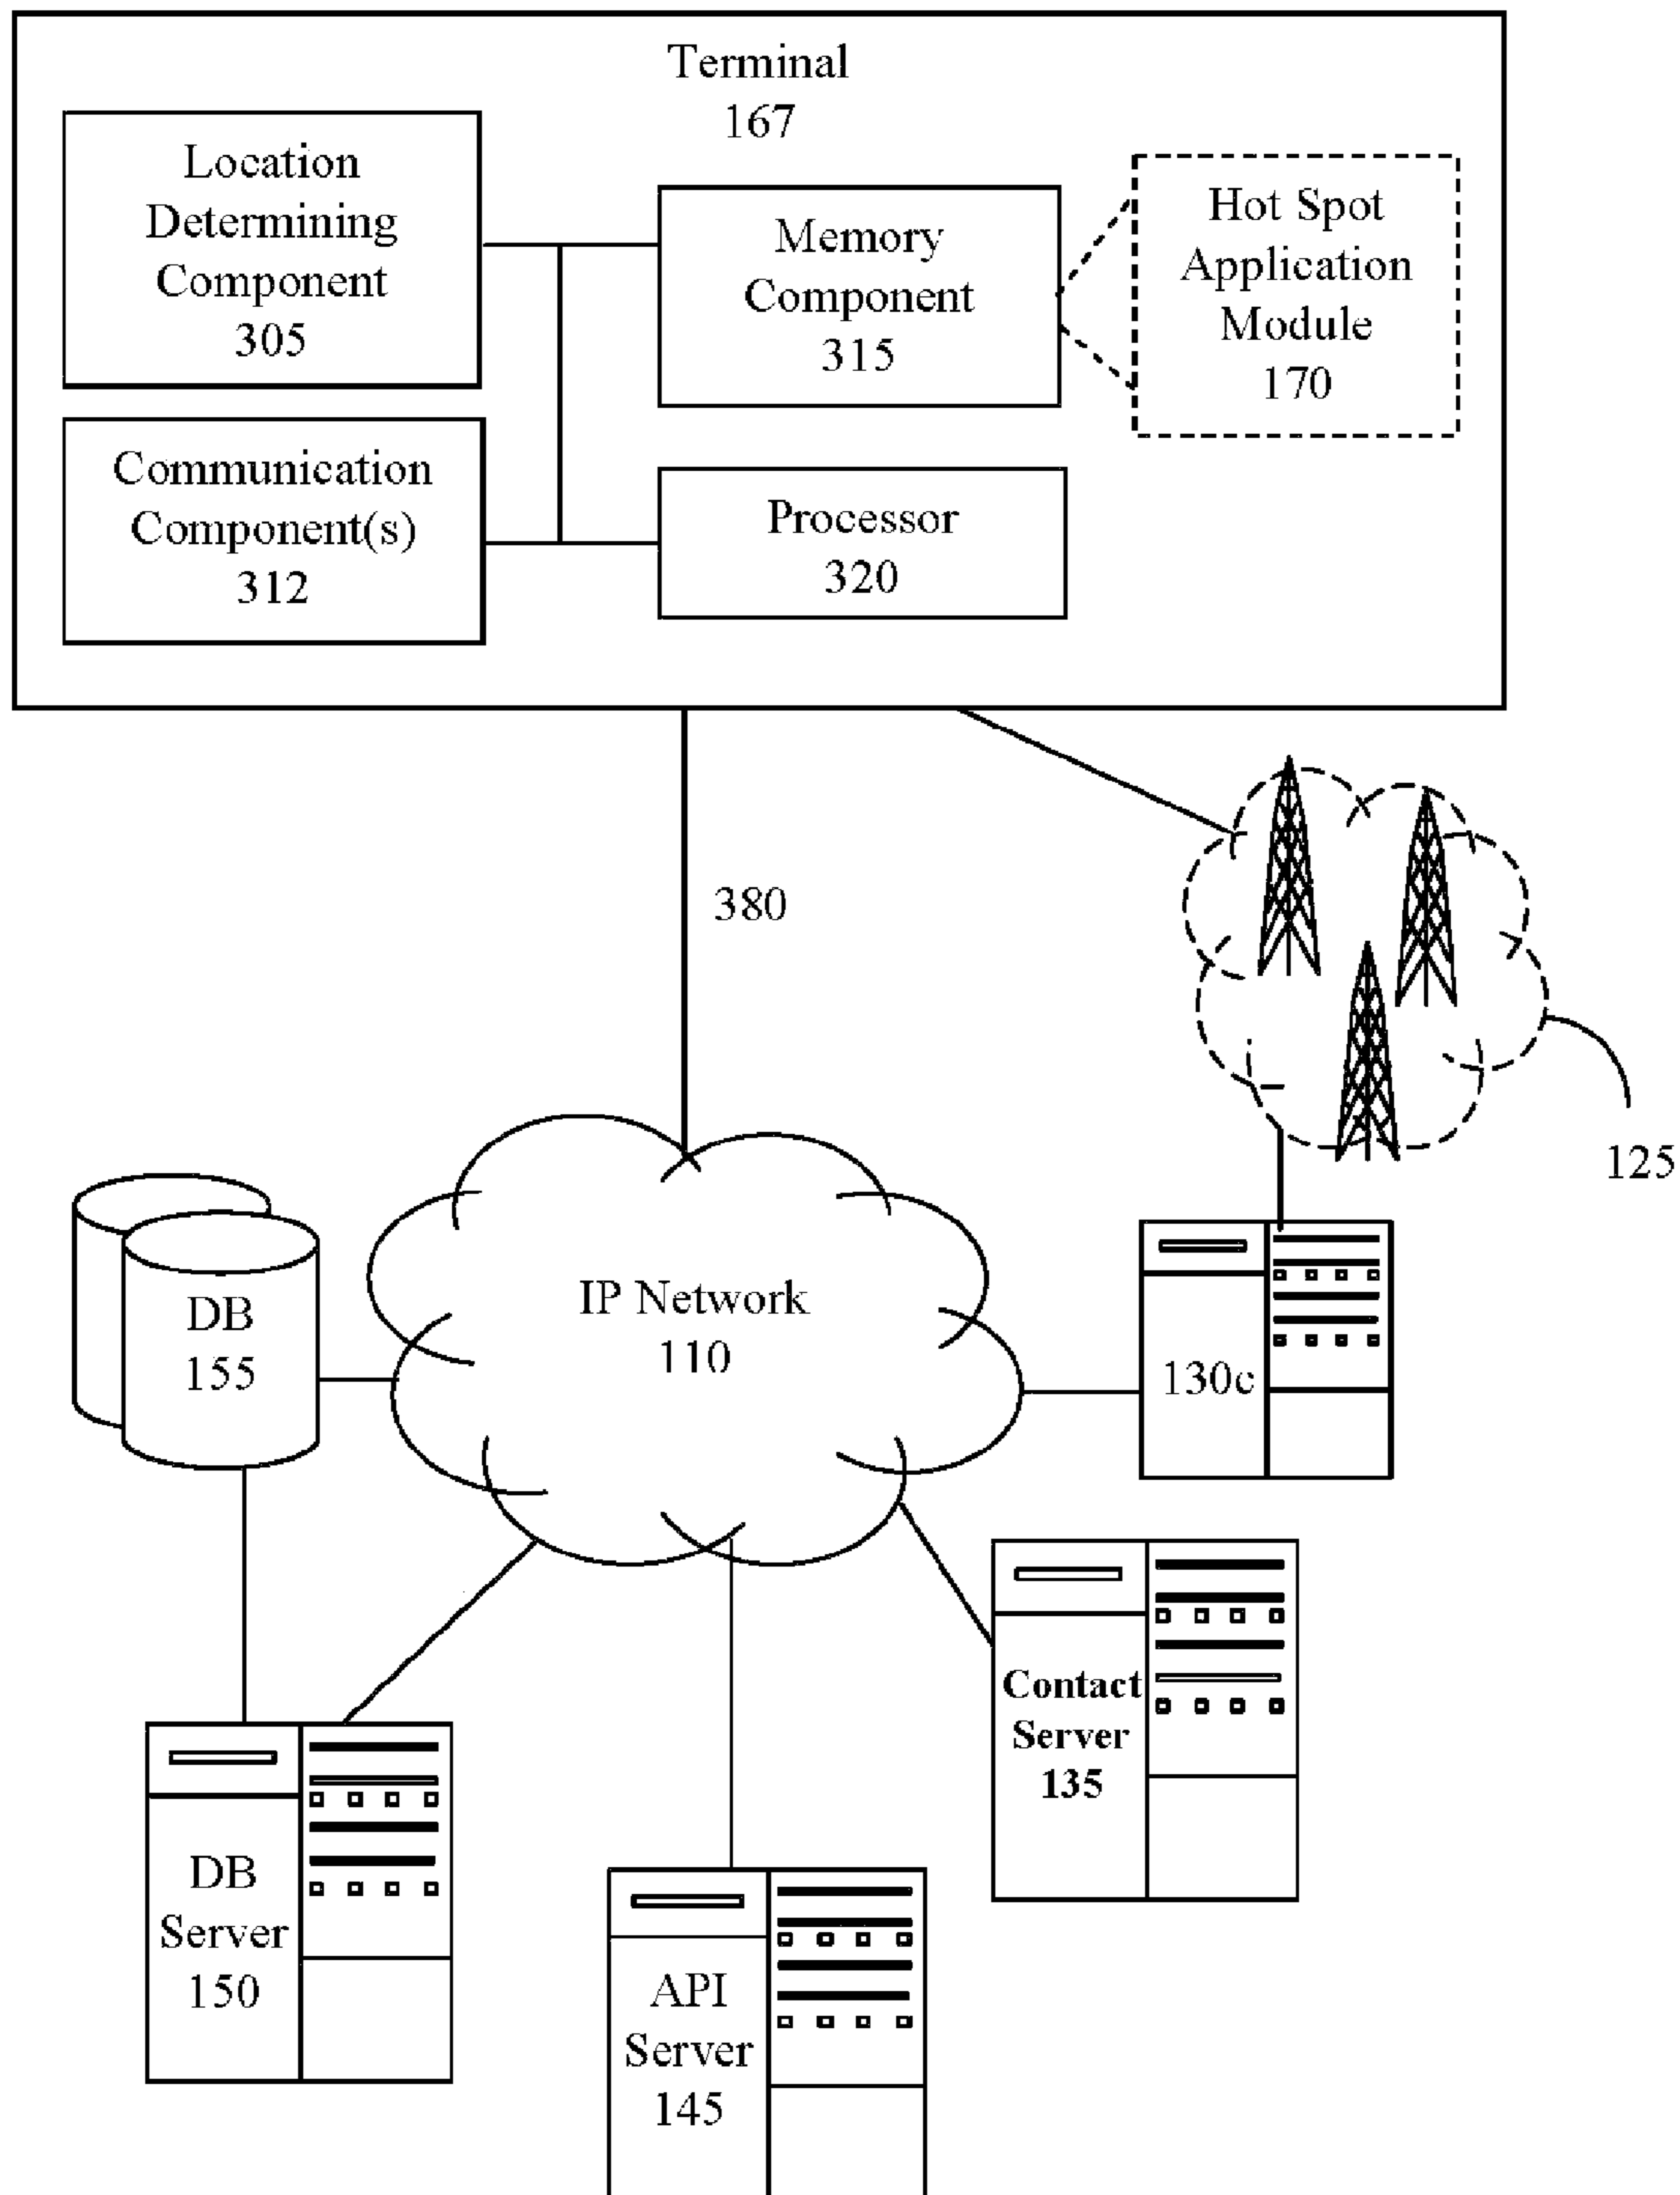 Terminal
167
Location
Determining
Component
305
Memory
Component
315
Hot Spot
Application
Module
170
Communication
Component(s)
312
Processor
320
380
125
IP Network
110
DB
155
130c
Contact
Server
135
DB
Server
150
API
Server
145